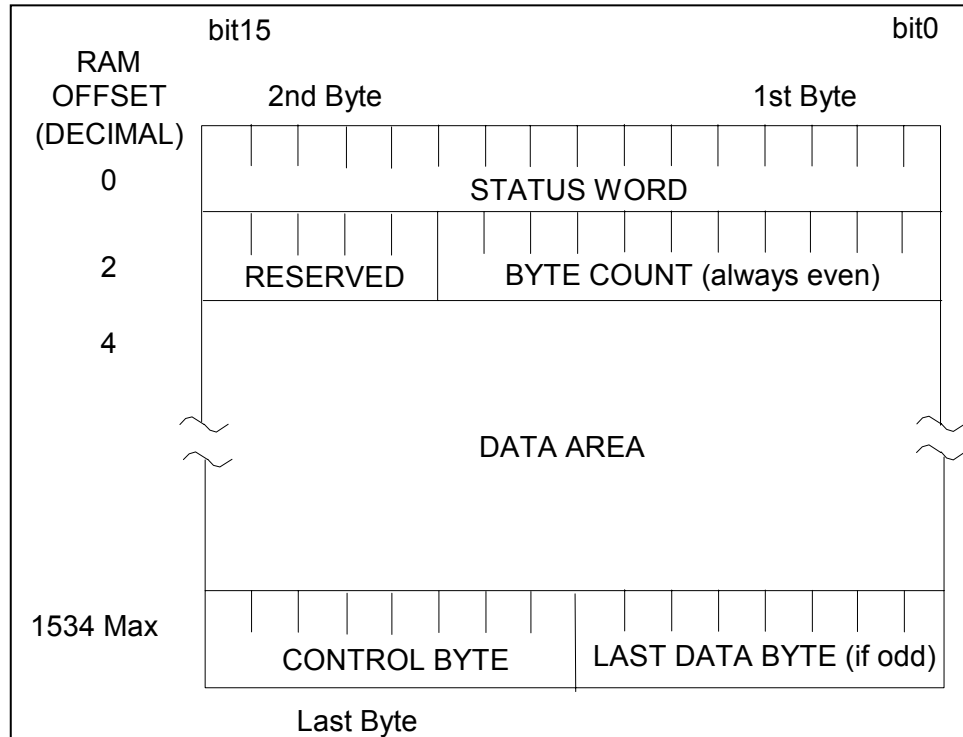 bit15
bit0
RAM
OFFSET
(DECIMAL)
2nd Byte
1st Byte
0
STATUS WORD
2
RESERVED
BYTE COUNT (always even)
4
DATA AREA
1534 Max
CONTROL BYTE
LAST DATA BYTE (if odd)
Last Byte